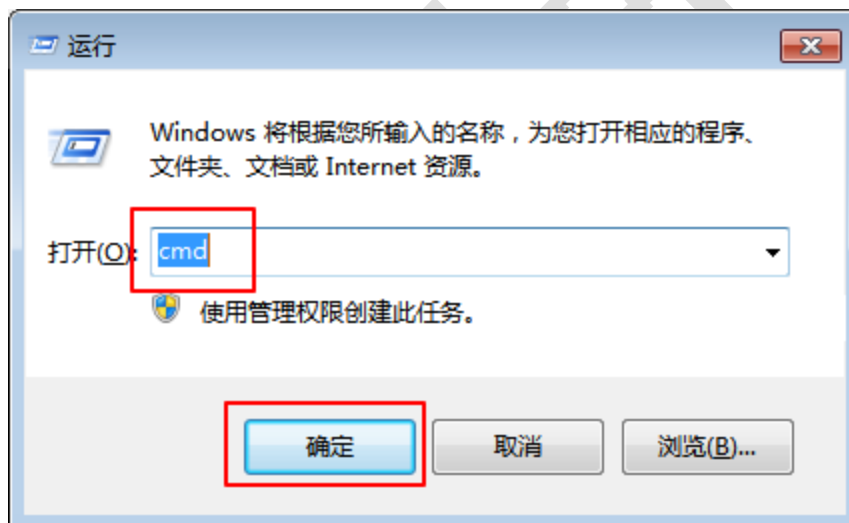 运行
Windows 将根据您所输入的名称，为您打开相应的程序、
文件夹、文档或 Internet 资源。
打开(O): cmd
使用管理权限创建此任务。
确定 取消 浏览(B)...